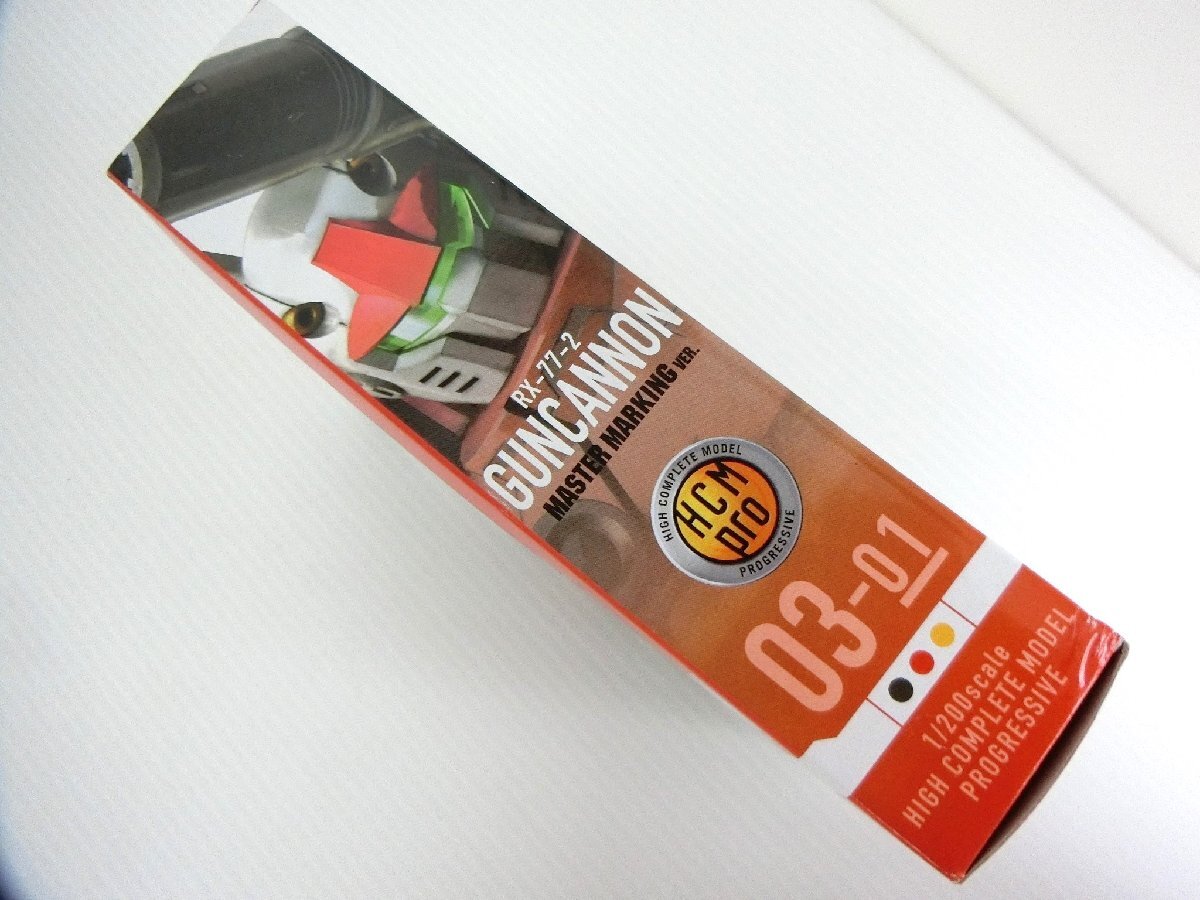 RX-77-2
GUNCANNON
MASTER MARKING VER.
HIGH COMPLETE MODEL
HCM
pro
PROGRESSIVE
03-01
1/200scale
HIGH COMPLETE MODEL
PROGRESSIVE